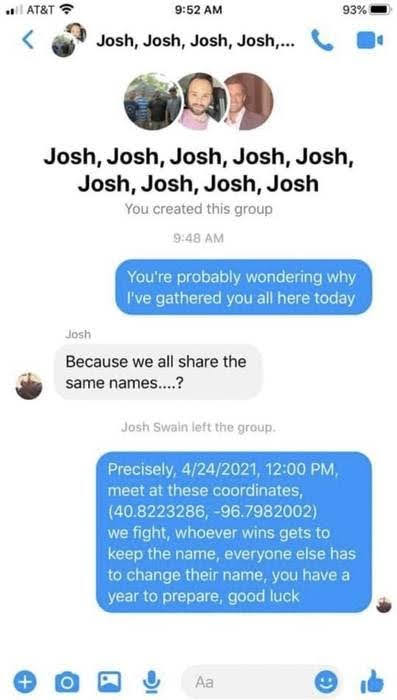 AT&T 9:52 AM 93%
Josh, Josh, Josh, Josh,...
Josh, Josh, Josh, Josh, Josh,
Josh, Josh, Josh, Josh
You created this group
9:48 AM
You're probably wondering why
I've gathered you all here today
Josh
Because we all share the
same names....?
Josh Swain left the group.
Precisely, 4/24/2021, 12:00 PM,
meet at these coordinates,
(40.8223286, -96.7982002)
we fight, whoever wins gets to
keep the name, everyone else has
to change their name, you have a
year to prepare, good luck
Aa